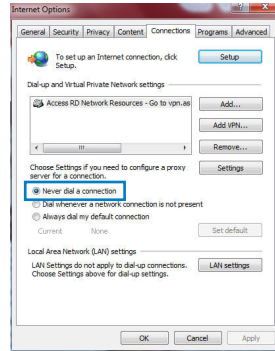 Internet Options
General Security Privacy Content Connections Programs Advanced
To set up an Internet connection, click Setup.
Setup
Dial-up and Virtual Private Network settings
Access RD Network Resources - Go to vpn.as
Add...
Add VPN...
Remove...
Choose Settings if you need to configure a proxy server for a connection.
Settings
Never dial a connection
Dial whenever a network connection is not present
Always dial my default connection
Current None
Set default
Local Area Network (LAN) settings
LAN Settings do not apply to dial-up connections. Choose Settings above for dial-up settings.
LAN settings
OK Cancel Apply